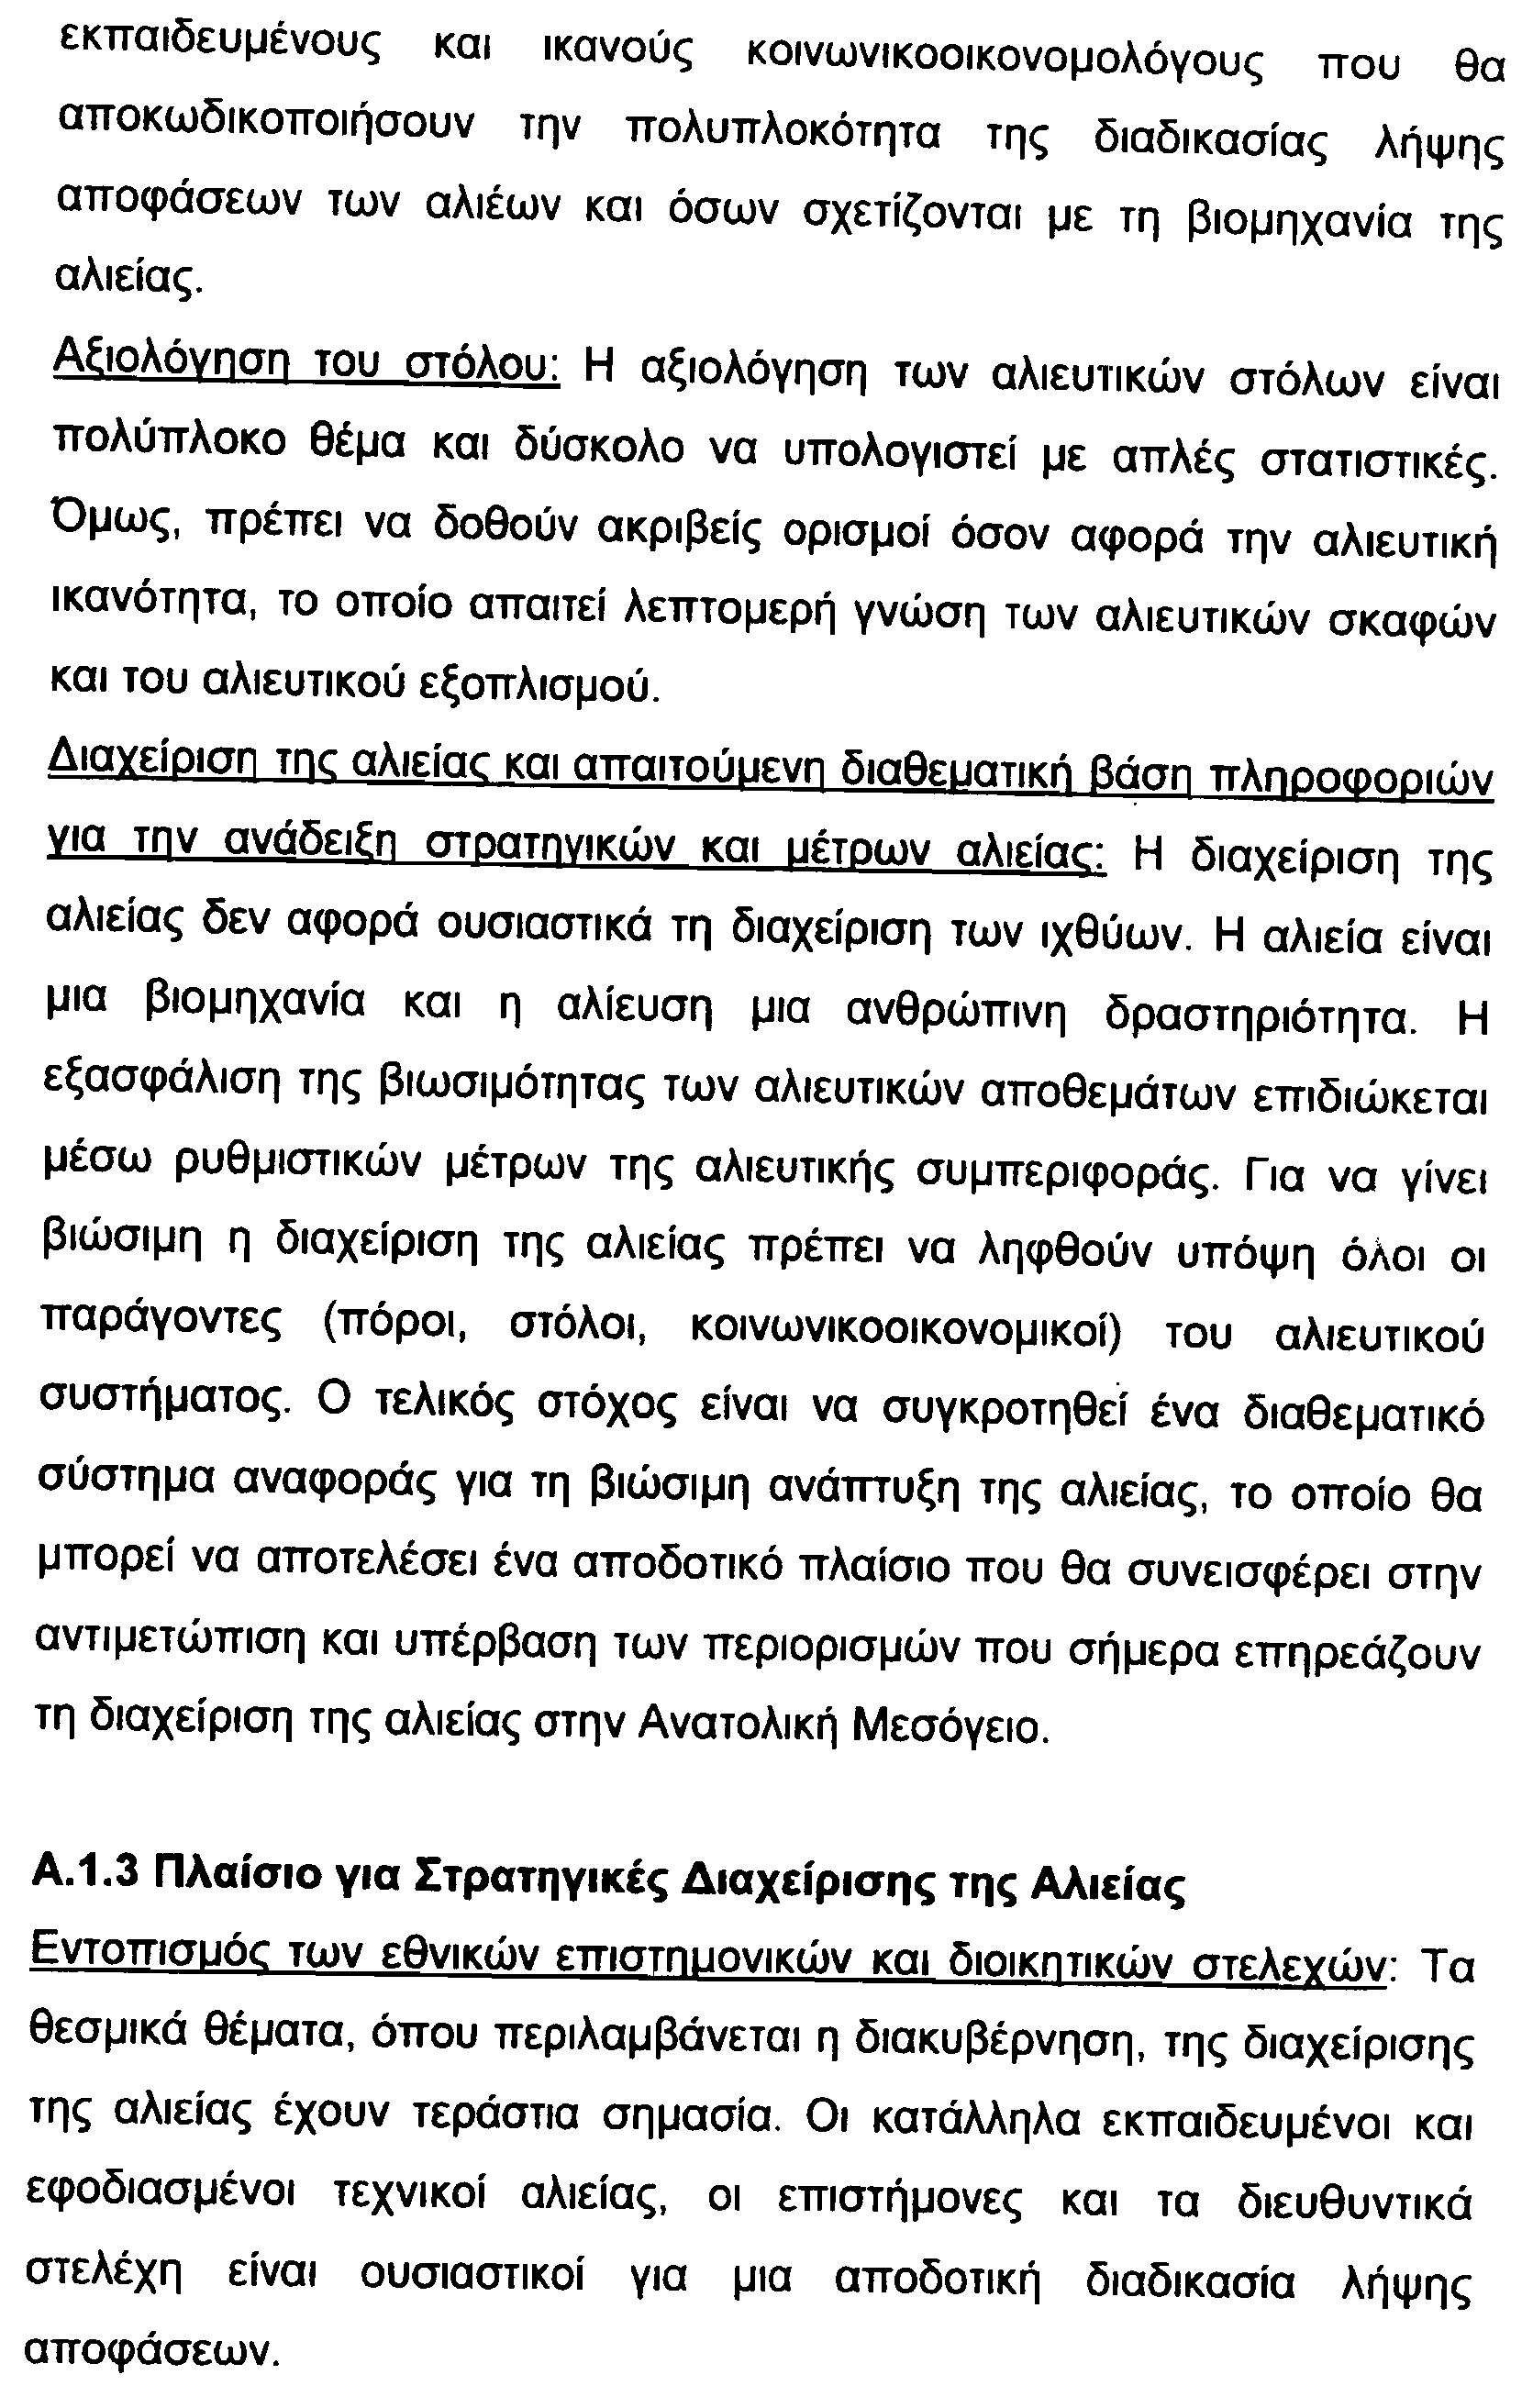 εκπαιδευμένους και ικανούς κοινωνικοοικονομολόγους που θα
αποκωδικοποιήσουν την πολυπλοκότητα της διαδικασίας λήψης
αποφάσεων των αλιέων και όσων σχετίζονται με τη βιομηχανία της
αλιείας.
Αξιολόγηση του στόλου: Η αξιολόγηση των αλιευτικών στόλων είναι
πολύπλοκο θέμα και δύσκολο να υπολογιστεί με απλές στατιστικές.
Όμως, πρέπει να δοθούν ακριβείς ορισμοί όσον αφορά την αλιευτική
ικανότητα, το οποίο απαιτεί λεπτομερή γνώση των αλιευτικών σκαφών
και του αλιευτικού εξοπλισμού.
Διαχείριση της αλιείας και απαιτούμενη διαθεματική βάση πληροφοριών
για την ανάδειξη στρατηγικών και μέτρων αλιείας: Η διαχείριση της
αλιείας δεν αφορά ουσιαστικά τη διαχείριση των ιχθύων. Η αλιεία είναι
μια βιομηχανία και η αλίευση μια ανθρώπινη δραστηριότητα. Η
εξασφάλιση της βιωσιμότητας των αλιευτικών αποθεμάτων επιδιώκεται
μέσω ρυθμιστικών μέτρων της αλιευτικής συμπεριφοράς. Για να γίνει
βιώσιμη η διαχείριση της αλιείας πρέπει να ληφθούν υπόψη όλοι οι
παράγοντες (πόροι, στόλοι, κοινωνικοοικονομικοί) του αλιευτικού
συστήματος. Ο τελικός στόχος είναι να συγκροτηθεί ένα διαθεματικό
σύστημα αναφοράς για τη βιώσιμη ανάπτυξη της αλιείας, το οποίο θα
μπορεί να αποτελέσει ένα αποδοτικό πλαίσιο που θα συνεισφέρει στην
αντιμετώπιση και υπέρβαση των περιορισμών που σήμερα επηρεάζουν
τη διαχείριση της αλιείας στην Ανατολική Μεσόγειο.
Α.1.3 Πλαίσιο για Στρατηγικές Διαχείρισης της Αλιείας
Εντοπισμός των εθνικών επιστημονικών και διοικητικών στελεχών: Τα
θεσμικά θέματα, όπου περιλαμβάνεται η διακυβέρνηση, της διαχείρισης
της αλιείας έχουν τεράστια σημασία. Οι κατάλληλα εκπαιδευμένοι και
εφοδιασμένοι τεχνικοί αλιείας, οι επιστήμονες και τα διευθυντικά
στελέχη είναι ουσιαστικοί για μια αποδοτική διαδικασία λήψης
αποφάσεων.